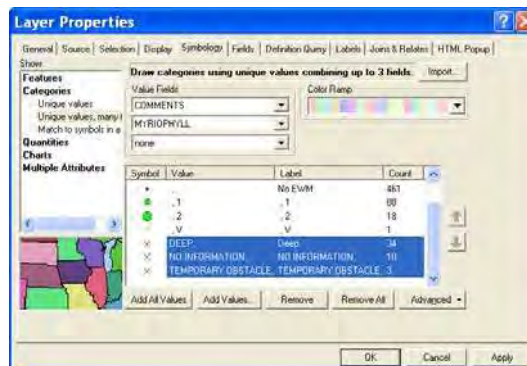 Layer Properties
General Source Selection Display Symbology Fields Definition Query Labels Joins & Relates HTML Popup
Show:
Features
Categories
Unique values
Unique values, many
Match to symbols in a
Quantities
Charts
Multiple Attributes
Draw categories using unique values combining up to 3 fields. Import...
Value Fields
Color Ramp
COMMENTS
MYRIOPHYLL
none
Symbol Value Label Count
, No EWM 461
, 1 , 1
, 2 , 2 18
, V , V 1
DEEP, Deep 34
NO INFORMATION, NO INFORMATION, 10
TEMPORARY OBSTACLE, TEMPORARY OBSTACLE, 3
Add All Values Add Values... Remove Remove All Advanced
OK Cancel Apply